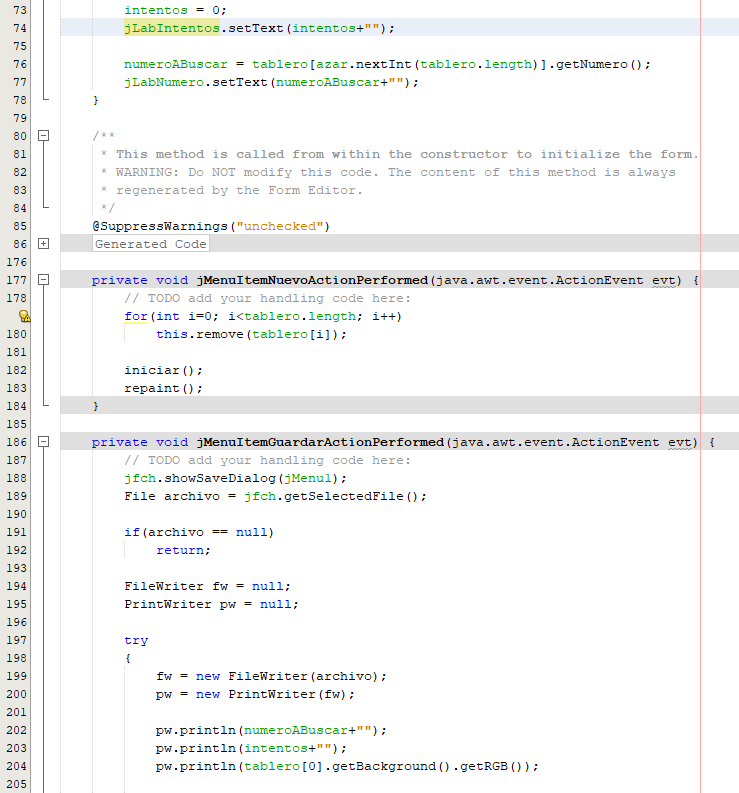 73 intentos = 0;
74 jLabIntentos.setText(intentos+"");
75
76 numeroABuscar = tablero[azar.nextInt(tablero.length)].getNumero();
77 jLabNumero.setText(numeroABuscar+"");
78 }
79
80 /**
81 * This method is called from within the constructor to initialize the form.
82 * WARNING: Do NOT modify this code. The content of this method is always
83 * regenerated by the Form Editor.
84 */
85 @SuppressWarnings("unchecked")
86 Generated Code
176
177 private void jMenuItemNuevoActionPerformed(java.awt.event.ActionEvent evt) {
178 // TODO add your handling code here:
for(int i=0; i<tablero.length; i++)
180 this.remove(tablero[i]);
181
182 iniciar();
183 repaint();
184 }
185
186 private void jMenuItemGuardarActionPerformed(java.awt.event.ActionEvent evt) {
187 // TODO add your handling code here:
188 jfch.showSaveDialog(jMenu1);
189 File archivo = jfch.getSelectedFile();
190
191 if(archivo == null)
192 return;
193
194 FileWriter fw = null;
195 PrintWriter pw = null;
196
197 try
198 {
199 fw = new FileWriter(archivo);
200 pw = new PrintWriter(fw);
201
202 pw.println(numeroABuscar+"");
203 pw.println(intentos+"");
204 pw.println(tablero[0].getBackground().getRGB());
205